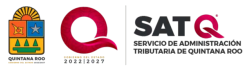 QUINTANA ROO
2022 | 2027
SATQ
SERVICIO DE ADMINISTRACIÓN
TRIBUTARIA DE QUINTANA ROO